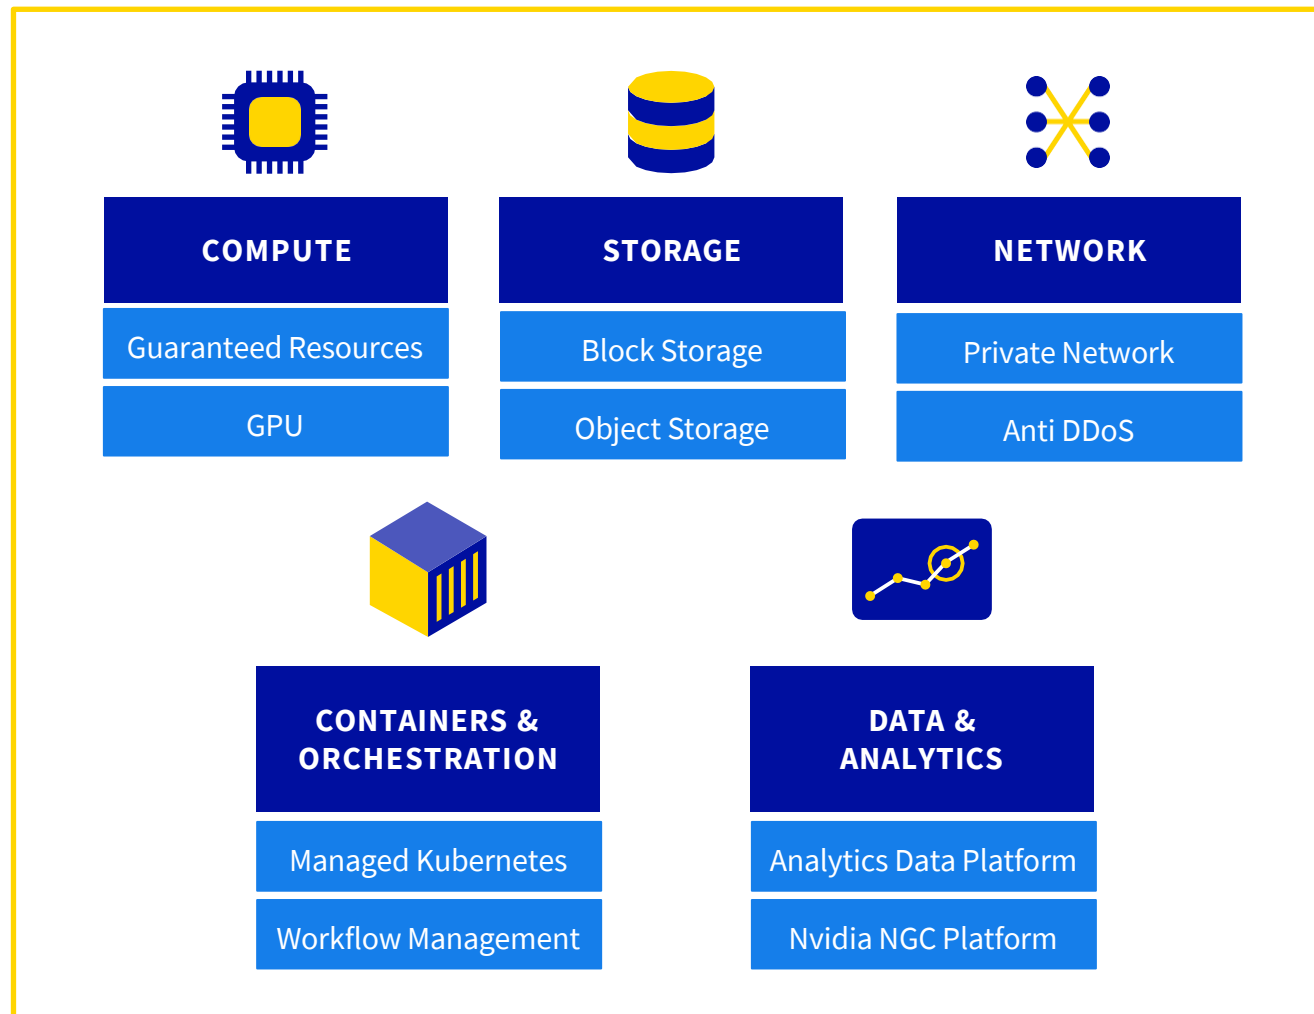 COMPUTE
Guaranteed Resources
GPU
STORAGE
Block Storage
Object Storage
NETWORK
Private Network
Anti DDoS
CONTAINERS &
ORCHESTRATION
Managed Kubernetes
Workflow Management
DATA &
ANALYTICS
Analytics Data Platform
Nvidia NGC Platform